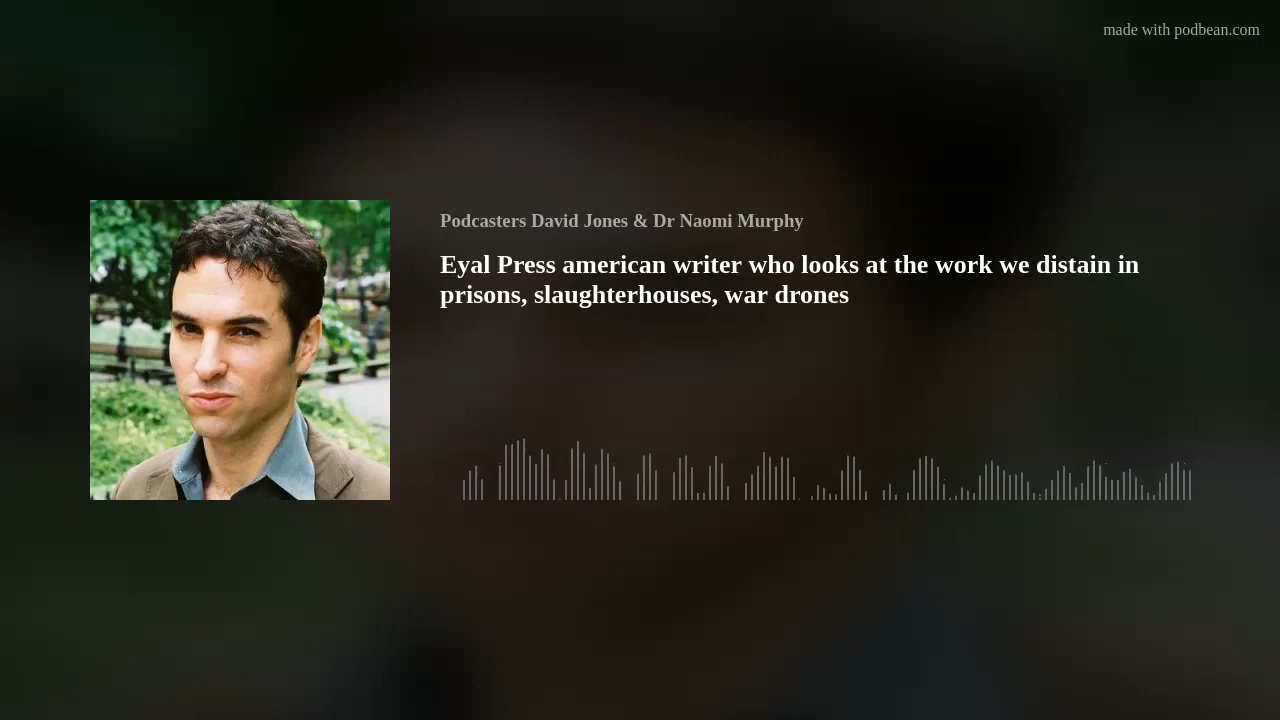 made with podbean.com
Podcasters David Jones & Dr Naomi Murphy
Eyal Press american writer who looks at the work we distain in
prisons, slaughterhouses, war drones